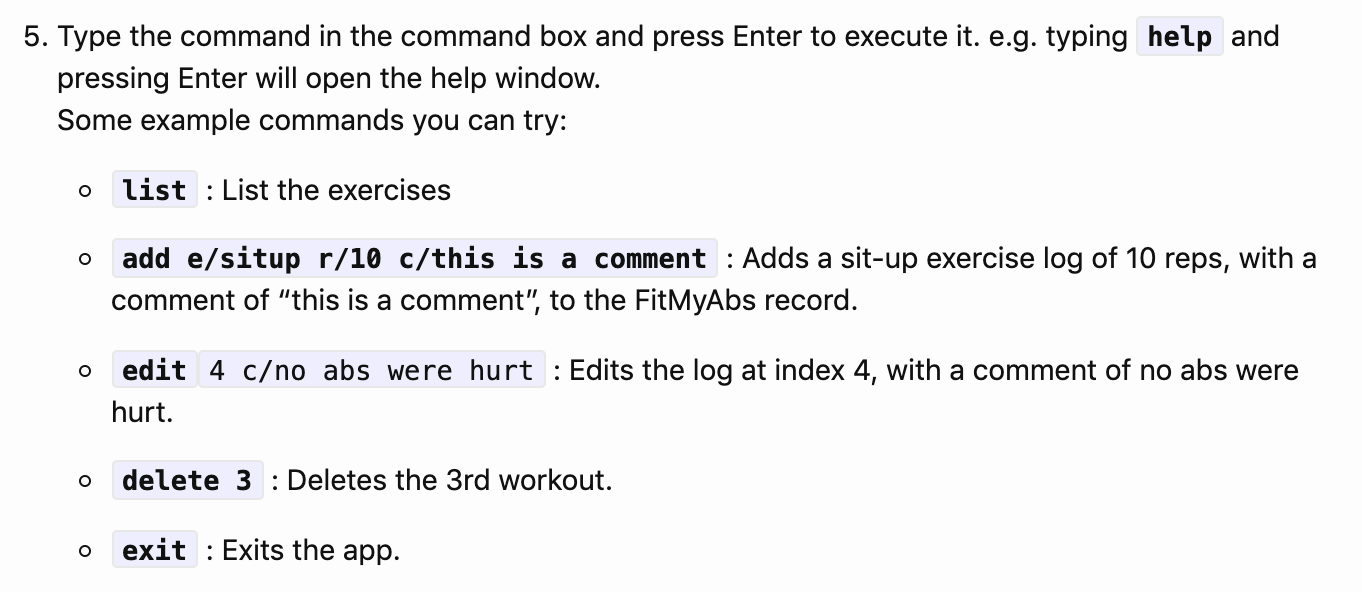 5. Type the command in the command box and press Enter to execute it. e.g. typing help and
pressing Enter will open the help window.
Some example commands you can try:
list : List the exercises
add e/situp r/10 c/this is a comment : Adds a sit-up exercise log of 10 reps, with a
comment of “this is a comment”, to the FitMyAbs record.
edit 4 c/no abs were hurt : Edits the log at index 4, with a comment of no abs were
hurt.
delete 3 : Deletes the 3rd workout.
exit : Exits the app.